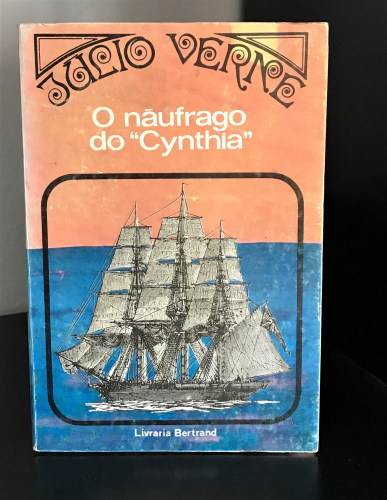 JÚLIO VERNE
O náufrago
do "Cynthia"
Livraria Bertrand